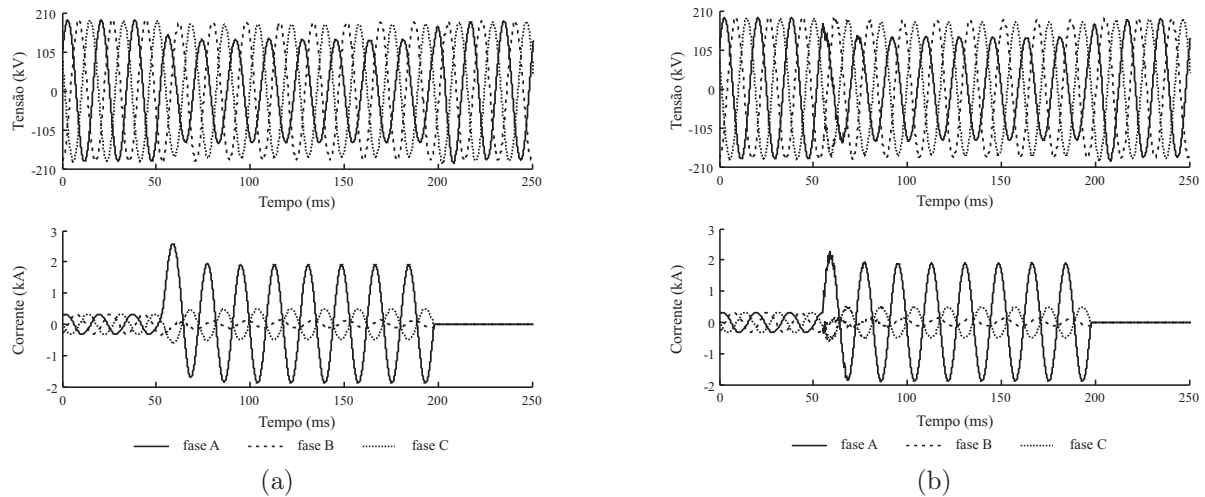 210
105
0
-105
-210
Tensão (kV)
0 50 100 150 200 250
Tempo (ms)
3
2
1
0
-1
-2
Corrente (kA)
0 50 100 150 200 250
Tempo (ms)
fase A fase B fase C
(a)
210
105
0
-105
-210
Tensão (kV)
0 50 100 150 200 250
Tempo (ms)
3
2
1
0
-1
-2
Corrente (kA)
0 50 100 150 200 250
Tempo (ms)
fase A fase B fase C
(b)